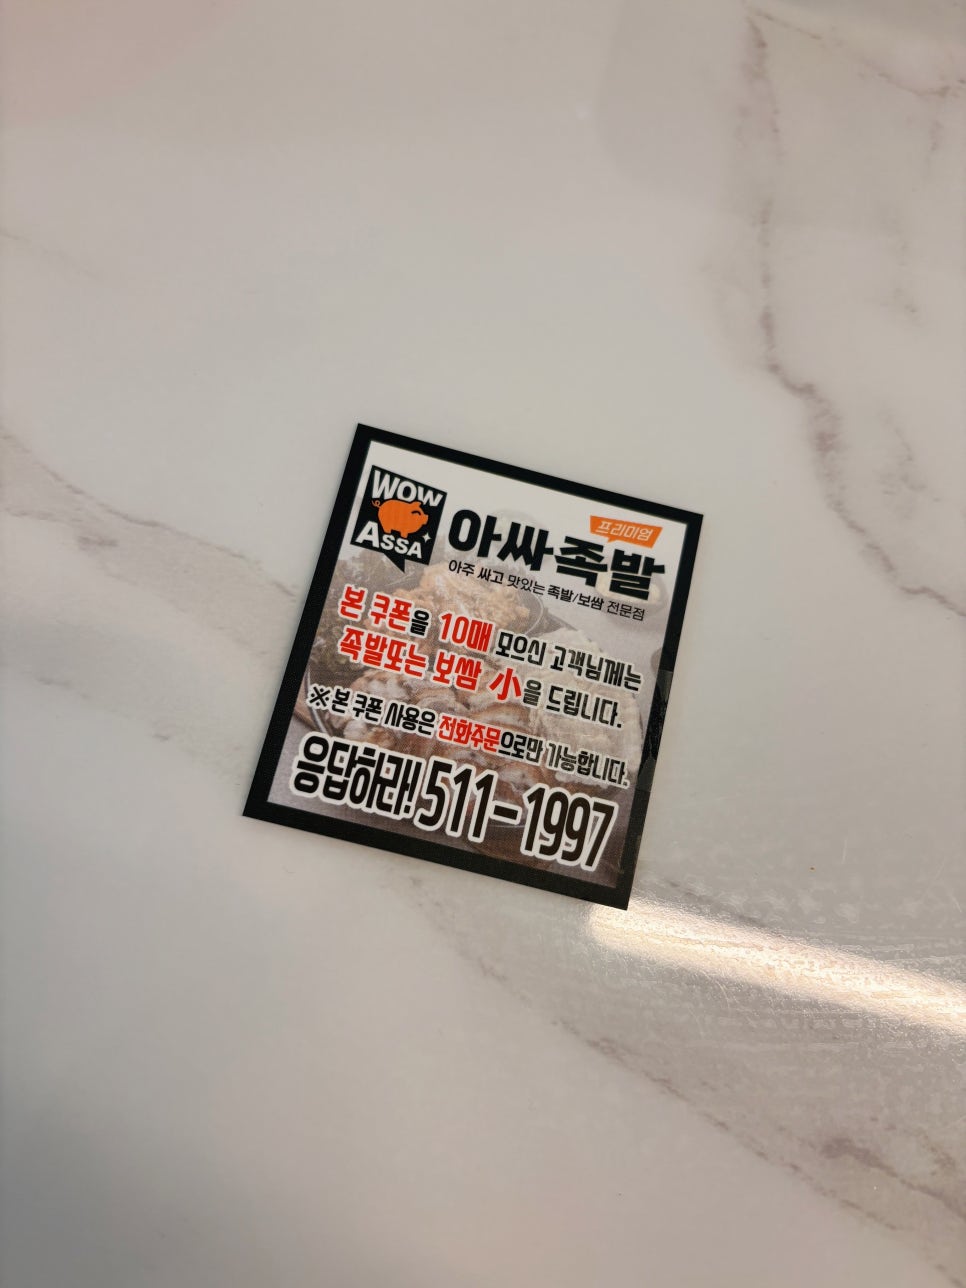 WOW
ASSA
프리미엄
아싸족발
아주 싸고 맛있는 족발/보쌈 전문점
본 쿠폰을 10매 모으신 고객님께는
족발또는 보쌈 小을 드립니다.
※본 쿠폰 사용은 전화주문으로만 가능합니다.
응답하라! 511-1997